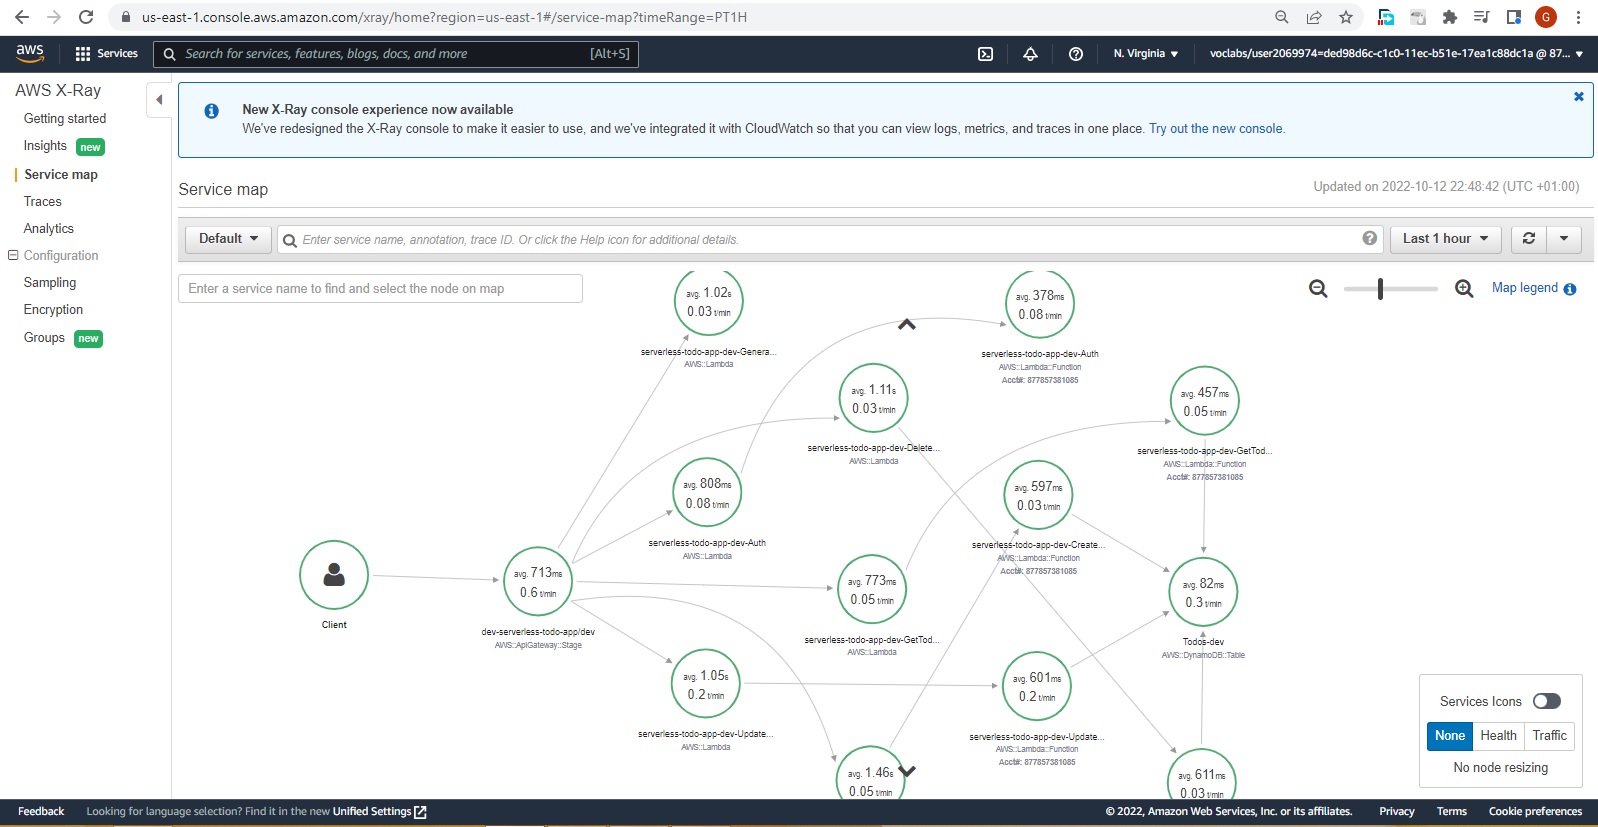 us-east-1.console.aws.amazon.com/xray/home?region=us-east-1#/service-map?timeRange=PT1H
G
aws
Services
Search for services, features, blogs, docs, and more
[Alt+S]
N. Virginia
voclabs/user2069974=ded98d6c-c1c0-11ec-b51e-17ea1c88dc1a @ 87...
AWS X-Ray
Getting started
Insights new
Service map
Traces
Analytics
Configuration
Sampling
Encryption
Groups new
New X-Ray console experience now available
We've redesigned the X-Ray console to make it easier to use, and we've integrated it with CloudWatch so that you can view logs, metrics, and traces in one place. Try out the new console.
Service map
Updated on 2022-10-12 22:48:42 (UTC +01:00)
Default
Enter service name, annotation, trace ID. Or click the Help icon for additional details.
Last 1 hour
Enter a service name to find and select the node on map
Map legend
avg. 1.02s
0.03 t/min
serverless-todo-app-dev-Genera...
AWS::Lambda
avg. 378ms
0.08 t/min
serverless-todo-app-dev-Auth
AWS::Lambda::Function
Acct#: 877857381085
avg. 1.11s
0.03 t/min
serverless-todo-app-dev-Delete...
AWS::Lambda
avg. 457ms
0.05 t/min
serverless-todo-app-dev-GetTod...
AWS::Lambda::Function
Acct#: 877857381085
avg. 808ms
0.08 t/min
serverless-todo-app-dev-Auth
AWS::Lambda
avg. 597ms
0.03 t/min
serverless-todo-app-dev-Create...
AWS::Lambda::Function
Acct#: 877857381085
Client
avg. 713ms
0.6 t/min
dev-serverless-todo-app/dev
AWS::ApiGateway::Stage
avg. 773ms
0.05 t/min
serverless-todo-app-dev-GetTod...
AWS::Lambda
avg. 82ms
0.3 t/min
Todos-dev
AWS::DynamoDB::Table
avg. 1.05s
0.2 t/min
serverless-todo-app-dev-Update...
AWS::Lambda
avg. 601ms
0.2 t/min
serverless-todo-app-dev-Update...
AWS::Lambda::Function
Acct#: 877857381085
avg. 1.46s
0.05 t/min
avg. 611ms
0.03 t/min
Services Icons
None Health Traffic
No node resizing
Feedback
Looking for language selection? Find it in the new Unified Settings
© 2022, Amazon Web Services, Inc. or its affiliates.
Privacy
Terms
Cookie preferences